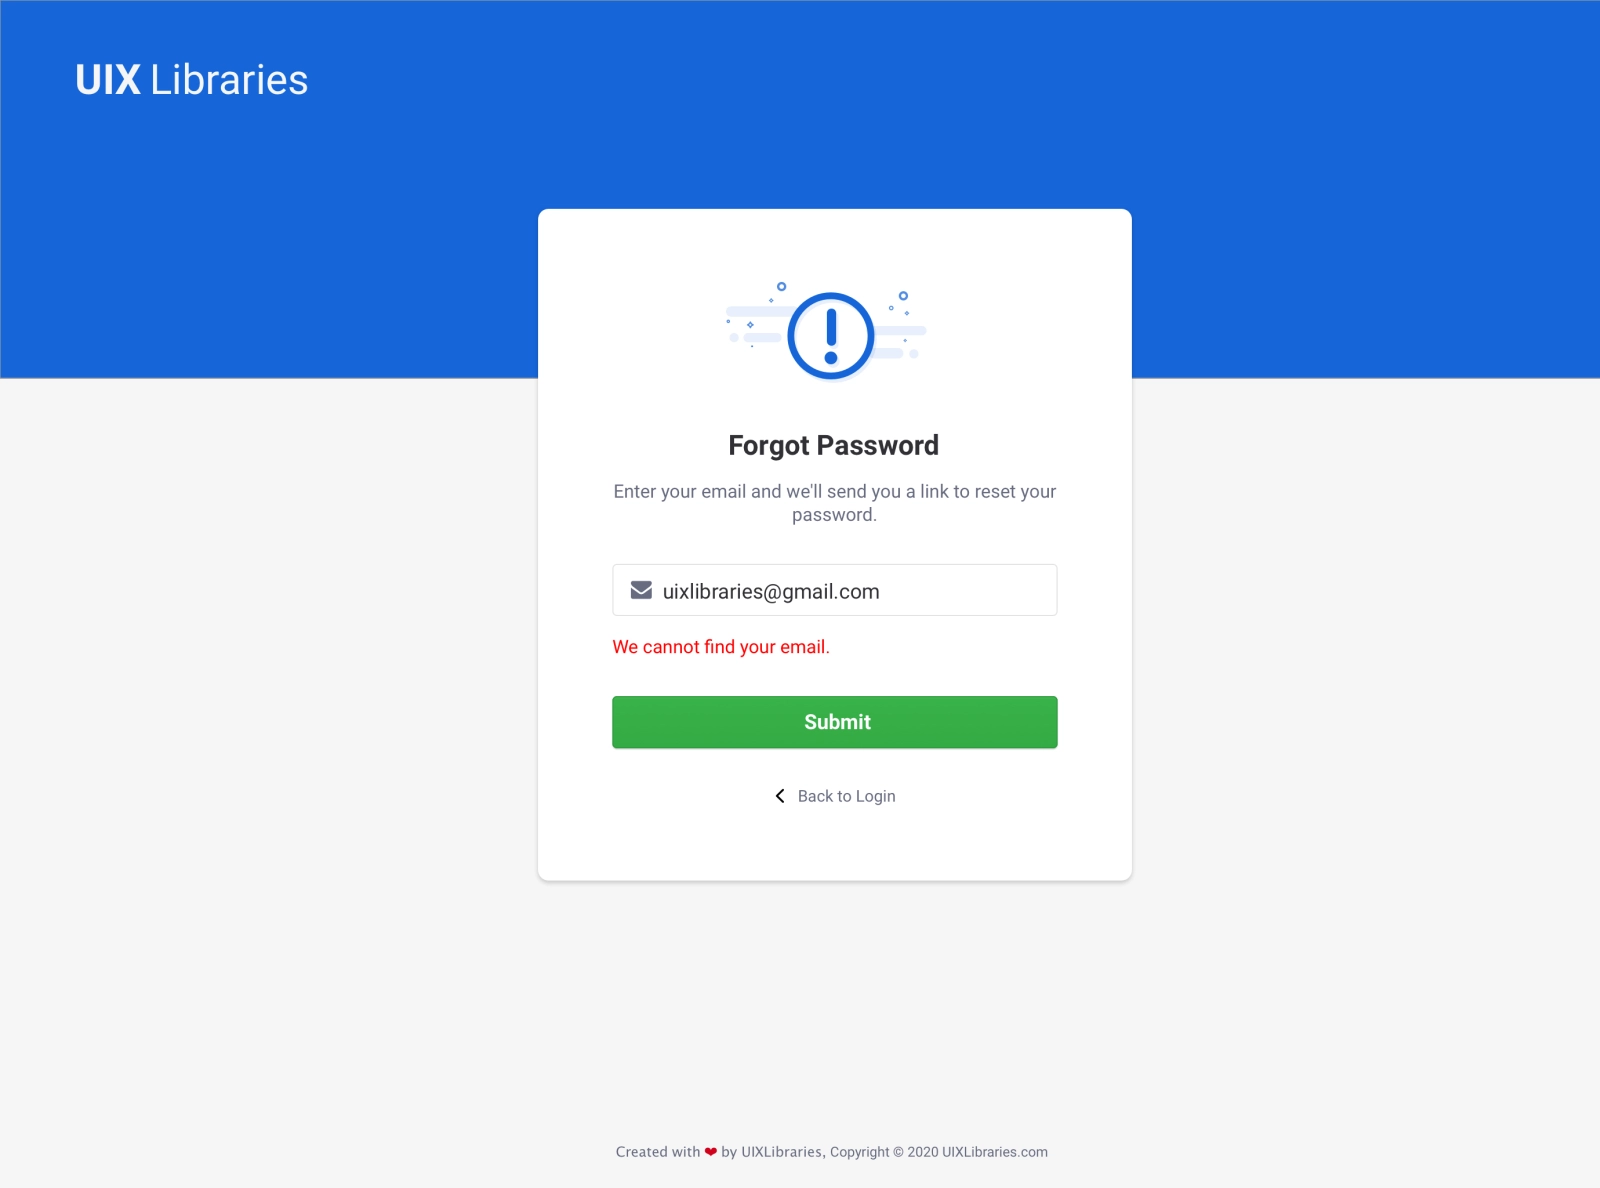 UIX Libraries
Forgot Password
Enter your email and we'll send you a link to reset your
password.
uixlibraries@gmail.com
We cannot find your email.
Submit
Back to Login
Created with ❤ by UIXLibraries, Copyright © 2020 UIXLibraries.com